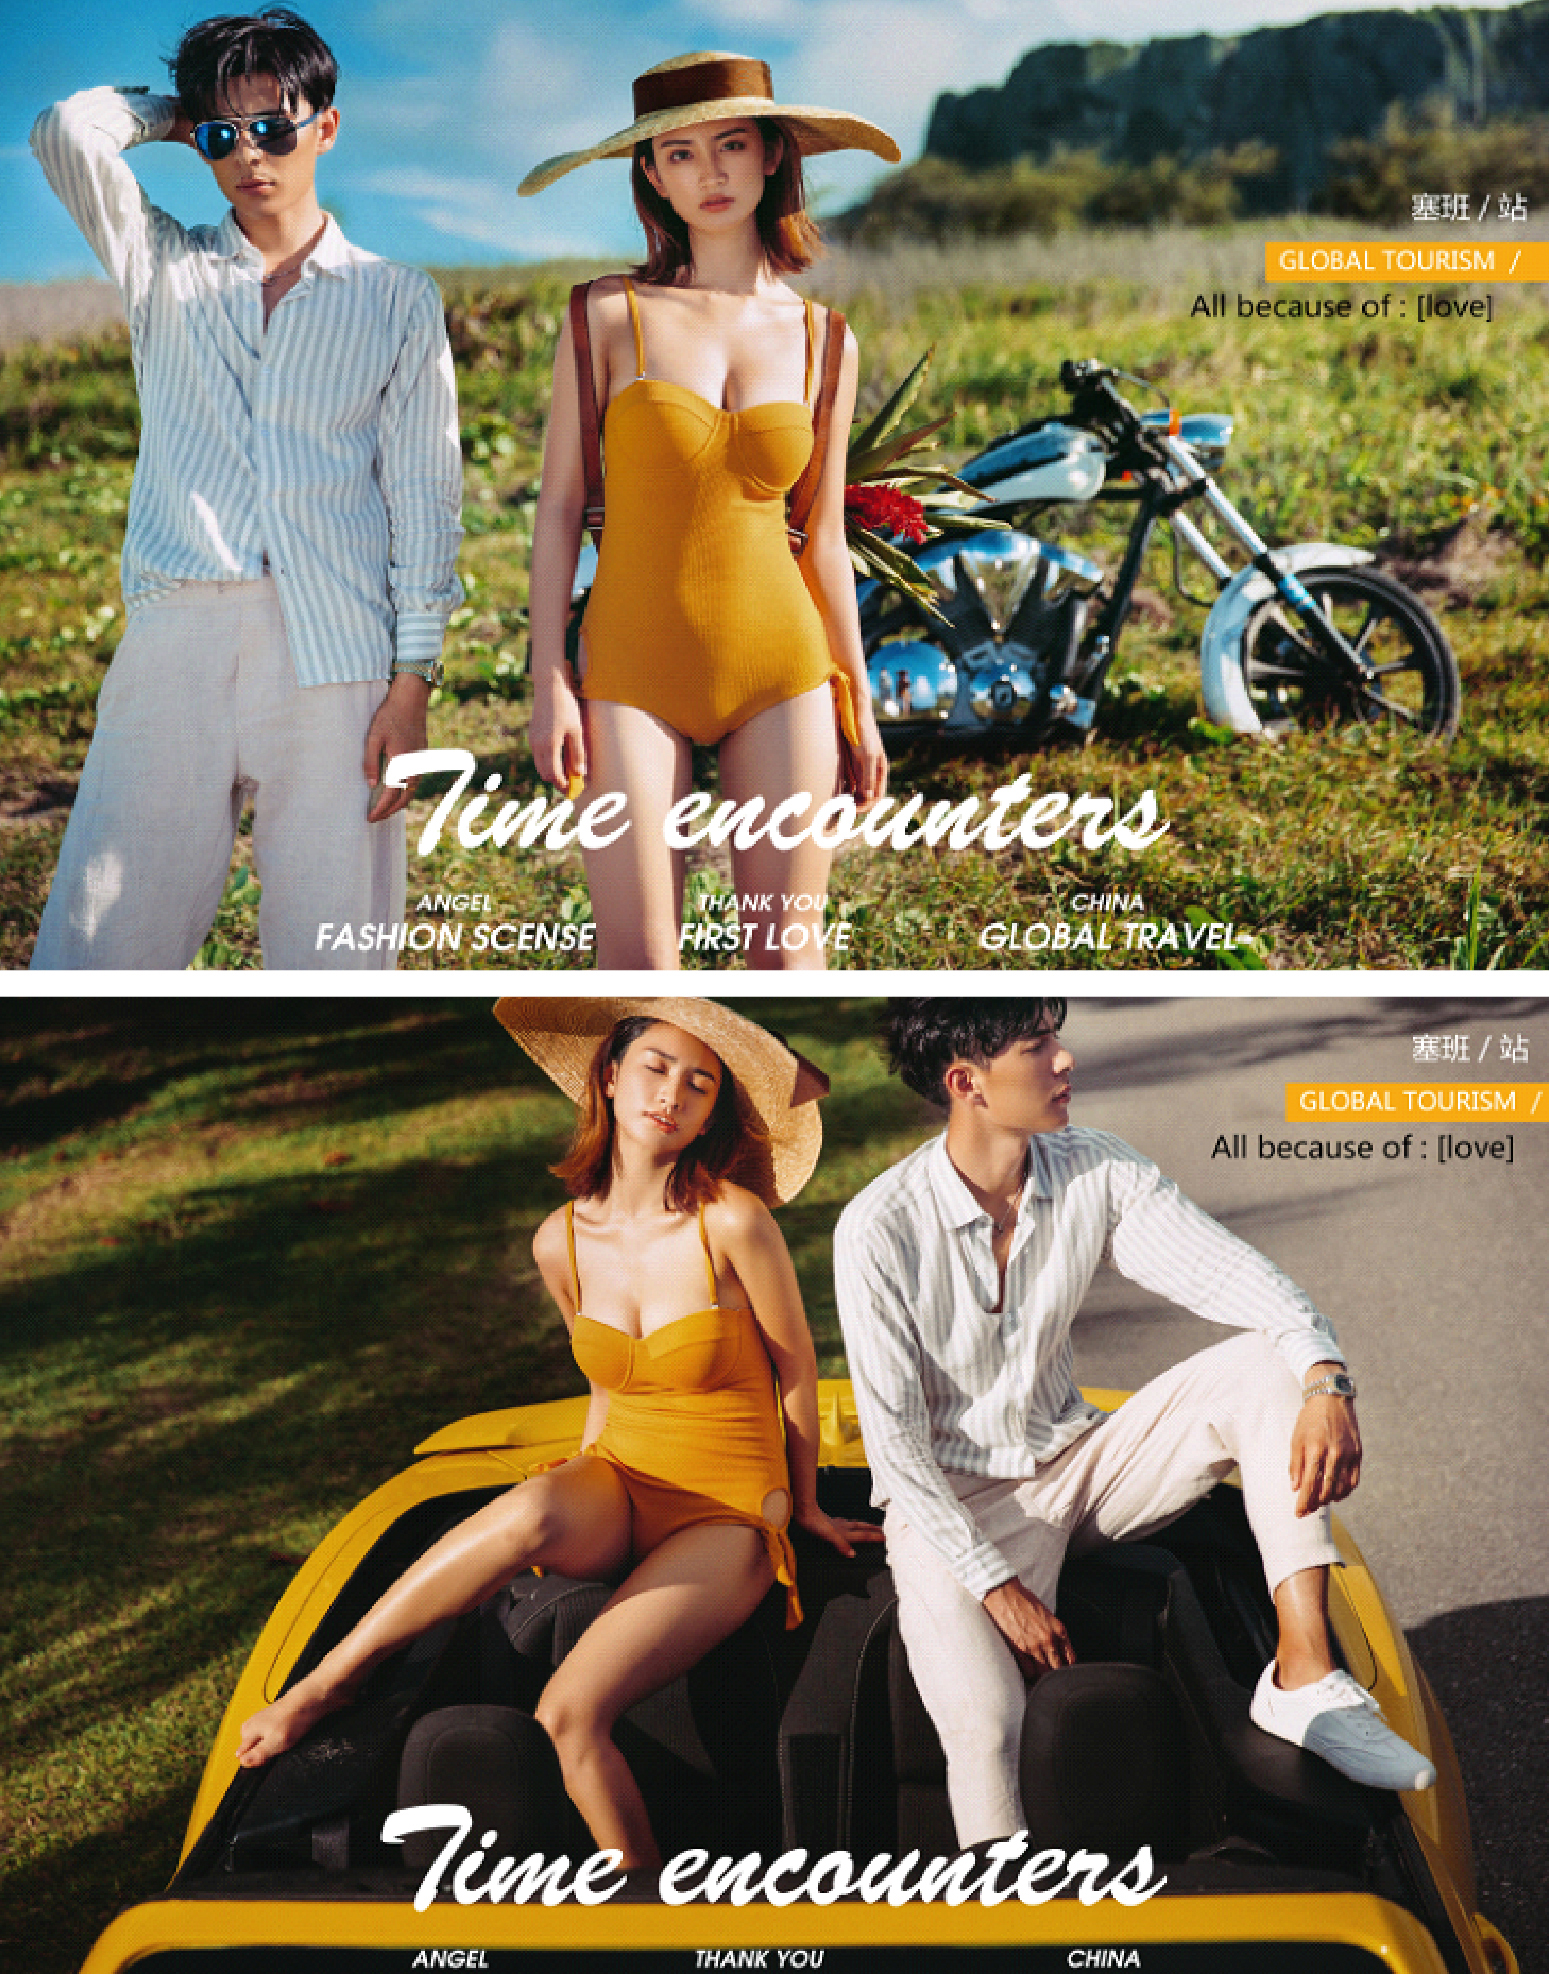 塞班 / 站
GLOBAL TOURISM /
All because of : [love]
Time encounters
ANGEL THANK YOU CHINA
FASHION SCENSE FIRST LOVE GLOBAL TRAVEL-
塞班 / 站
GLOBAL TOURISM /
All because of : [love]
Time encounters
ANGEL THANK YOU CHINA